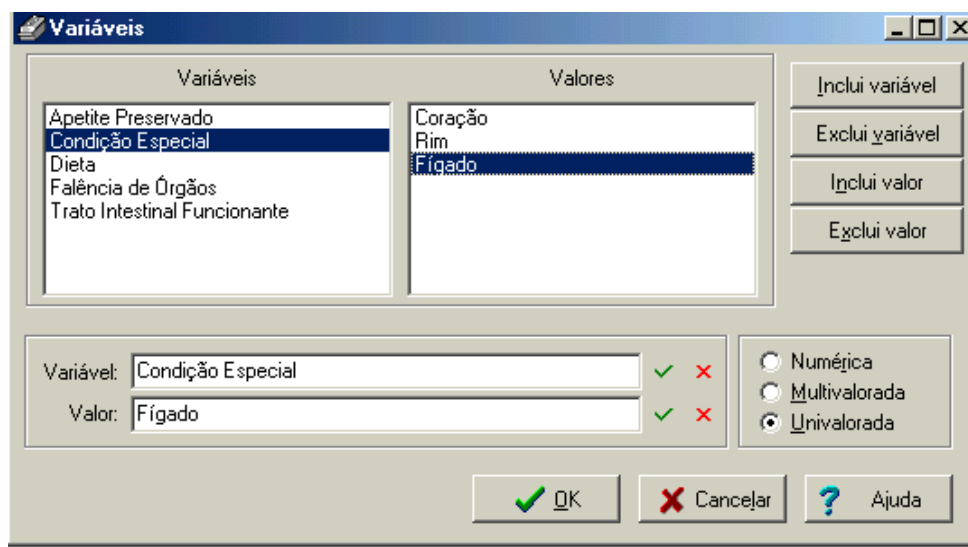 Variáveis
Variáveis
Valores
Apetite Preservado
Condição Especial
Dieta
Falência de Órgãos
Trato Intestinal Funcionante
Coração
Rim
Fígado
Inclui variável
Exclui variável
Inclui valor
Exclui valor
Variável: Condição Especial
Valor: Fígado
Numérica
Multivalorada
Univalorada
OK
Cancelar
Ajuda